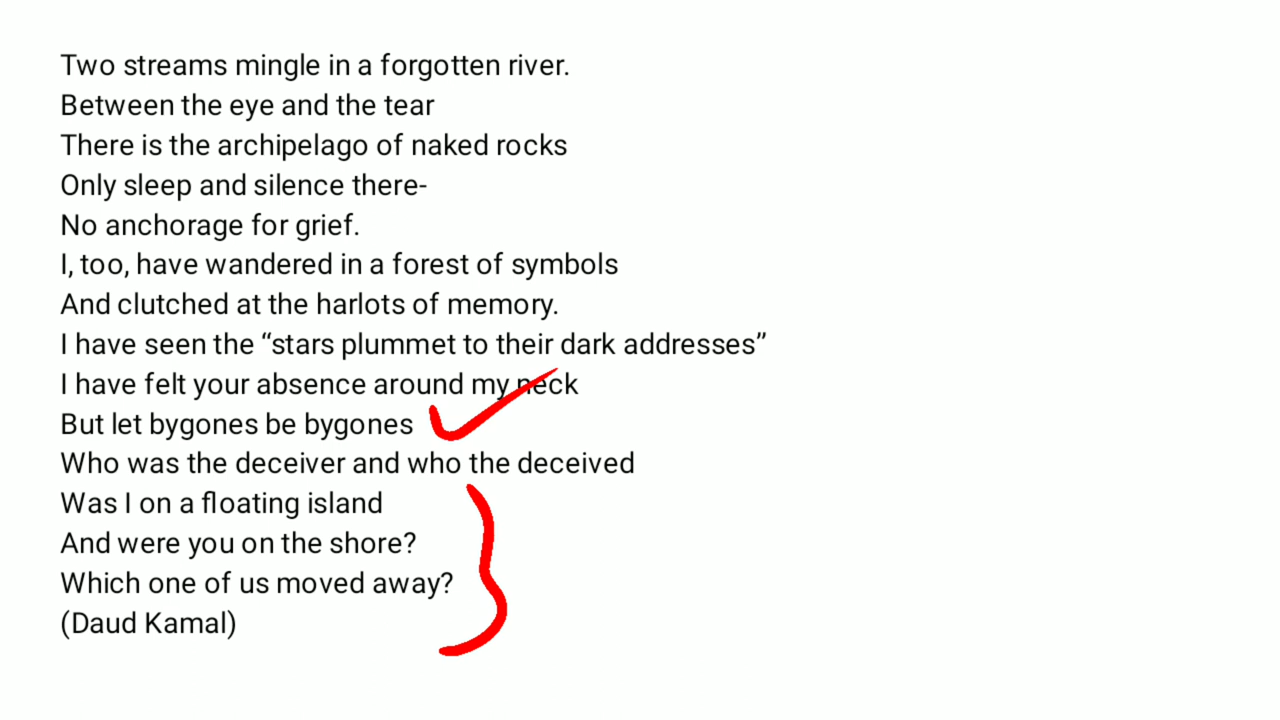 Two streams mingle in a forgotten river.
Between the eye and the tear
There is the archipelago of naked rocks
Only sleep and silence there-
No anchorage for grief.
I, too, have wandered in a forest of symbols
And clutched at the harlots of memory.
I have seen the “stars plummet to their dark addresses”
I have felt your absence around my neck
But let bygones be bygones
Who was the deceiver and who the deceived
Was I on a floating island
And were you on the shore?
Which one of us moved away?
(Daud Kamal)